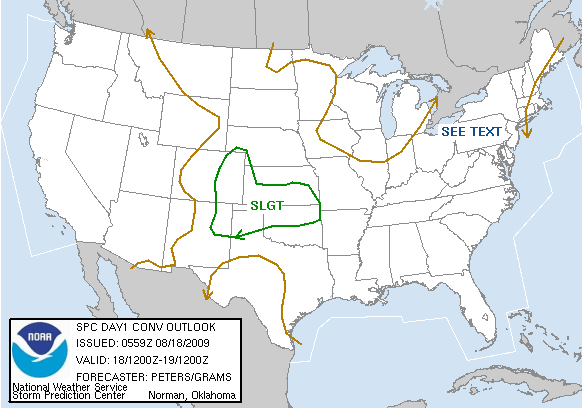 SEE TEXT
SLGT
SPC DAY1 CONV OUTLOOK
ISSUED: 0559Z 08/18/2009
VALID: 18/1200Z-19/1200Z
FORECASTER: PETERS/GRAMS
NOAA
National Weather Service
Storm Prediction Center Norman, Oklahoma